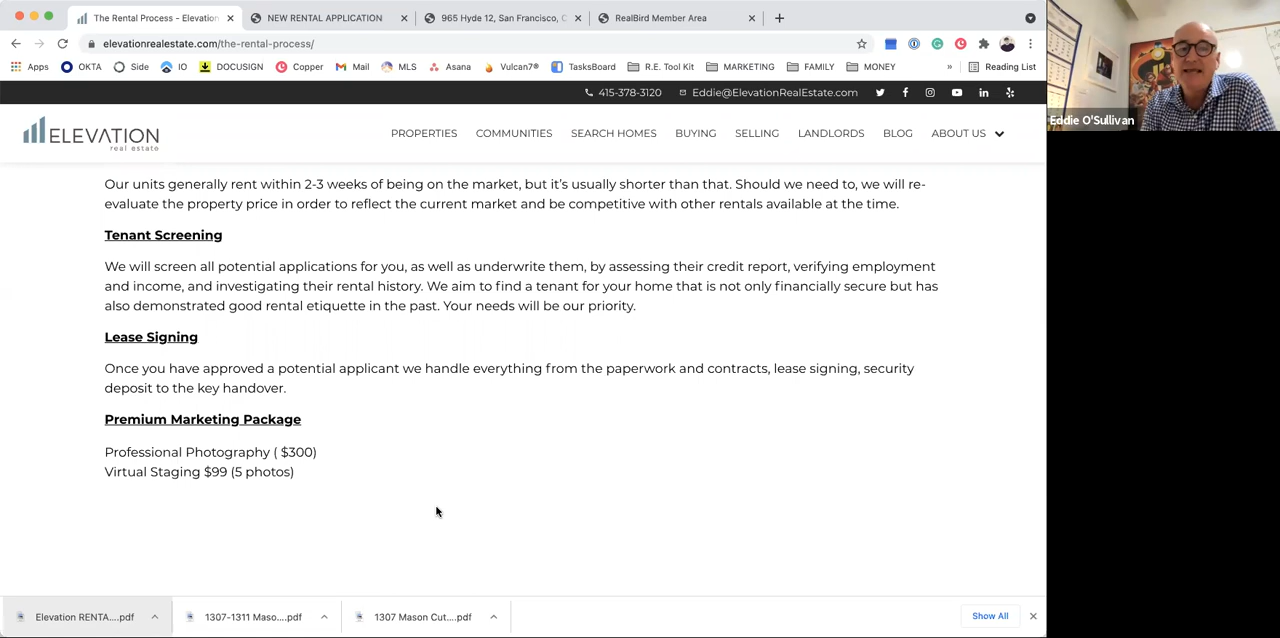 The Rental Process - Elevation
NEW RENTAL APPLICATION
965 Hyde 12, San Francisco, C
RealBird Member Area
elevationrealestate.com/the-rental-process/
Apps
OKTA
Side
IO
DOCUSIGN
Copper
Mail
MLS
Asana
Vulcan7®
TasksBoard
R.E. Tool Kit
MARKETING
FAMILY
MONEY
»
Reading List
415-378-3120
Eddie@ElevationRealEstate.com
ELEVATION
real estate
PROPERTIES
COMMUNITIES
SEARCH HOMES
BUYING
SELLING
LANDLORDS
BLOG
ABOUT US
Eddie O'Sullivan
Our units generally rent within 2-3 weeks of being on the market, but it’s usually shorter than that. Should we need to, we will re-
evaluate the property price in order to reflect the current market and be competitive with other rentals available at the time.
Tenant Screening
We will screen all potential applications for you, as well as underwrite them, by assessing their credit report, verifying employment
and income, and investigating their rental history. We aim to find a tenant for your home that is not only financially secure but has
also demonstrated good rental etiquette in the past. Your needs will be our priority.
Lease Signing
Once you have approved a potential applicant we handle everything from the paperwork and contracts, lease signing, security
deposit to the key handover.
Premium Marketing Package
Professional Photography ( $300)
Virtual Staging $99 (5 photos)
Elevation RENTA....pdf
1307-1311 Maso....pdf
1307 Mason Cut....pdf
Show All